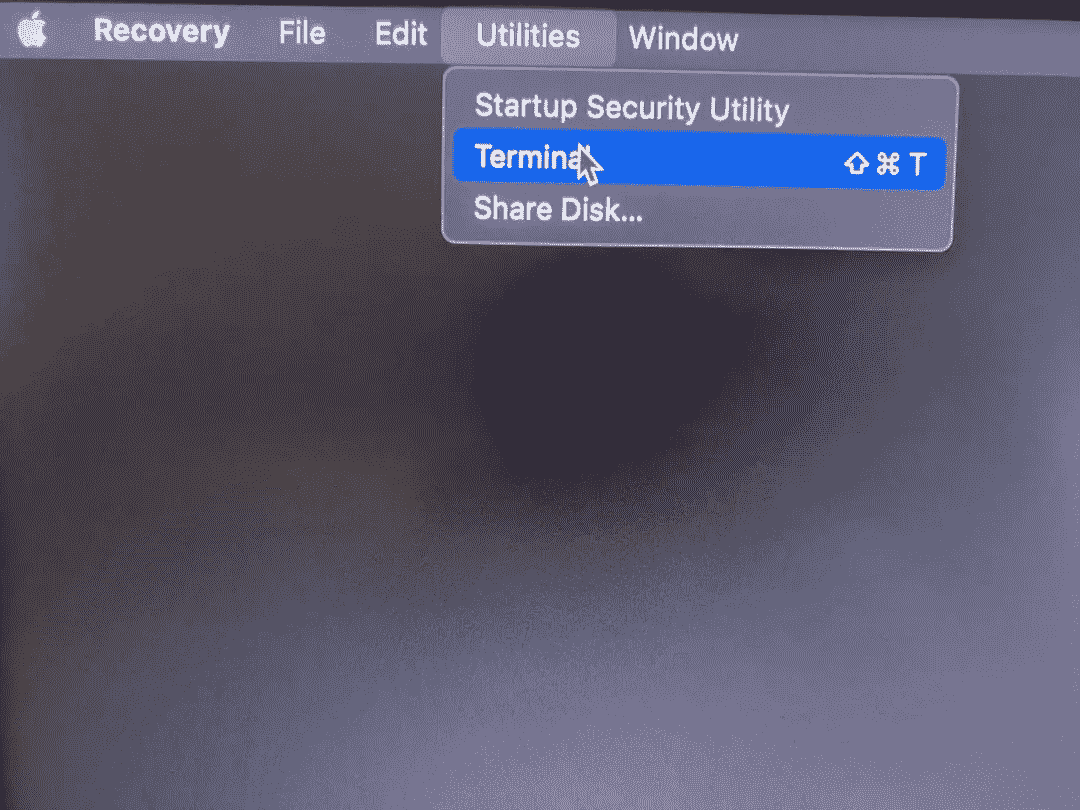 Recovery File Edit Utilities Window
Startup Security Utility
Terminal ⇧ ⌘ T
Share Disk...